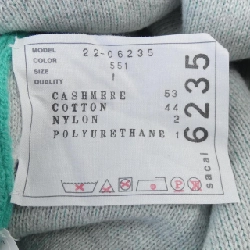 MODEL 22-06235
COLOR 551
SIZE 1
QUALITY
CASHMERE 53
COTTON 44
NYLON 2
POLYURETHANE 1
6235
sacai